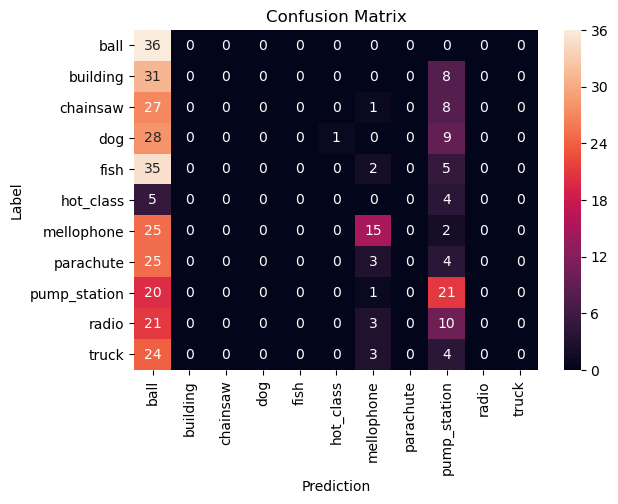 Confusion Matrix
Label
ball 36 0 0 0 0 0 0 0 0 0 0
building 31 0 0 0 0 0 0 0 8 0 0
chainsaw 27 0 0 0 0 0 1 0 8 0 0
dog 28 0 0 0 0 1 0 0 9 0 0
fish 35 0 0 0 0 0 2 0 5 0 0
hot_class 5 0 0 0 0 0 0 0 4 0 0
mellophone 25 0 0 0 0 0 15 0 2 0 0
parachute 25 0 0 0 0 0 3 0 4 0 0
pump_station 20 0 0 0 0 0 1 0 21 0 0
radio 21 0 0 0 0 0 3 0 10 0 0
truck 24 0 0 0 0 0 3 0 4 0 0
ball building chainsaw dog fish hot_class mellophone parachute pump_station radio truck
Prediction
36
30
24
18
12
6
0